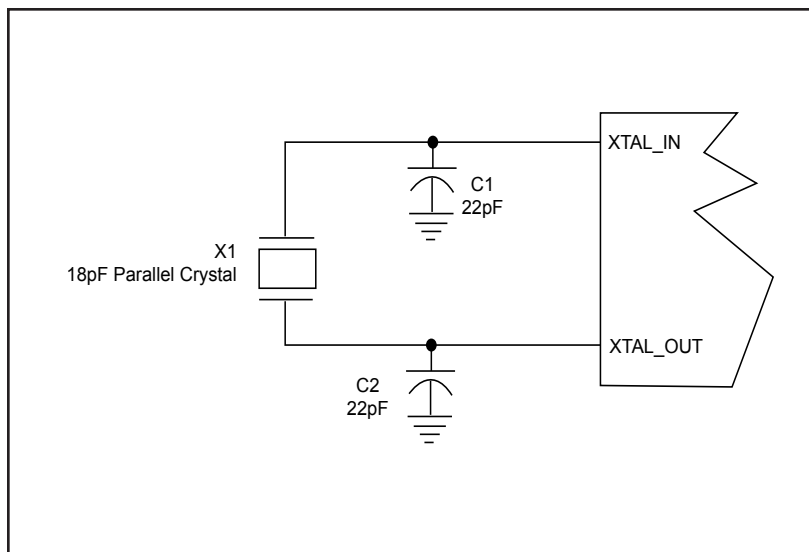 XTAL_IN
C1
22pF
X1
18pF Parallel Crystal
XTAL_OUT
C2
22pF